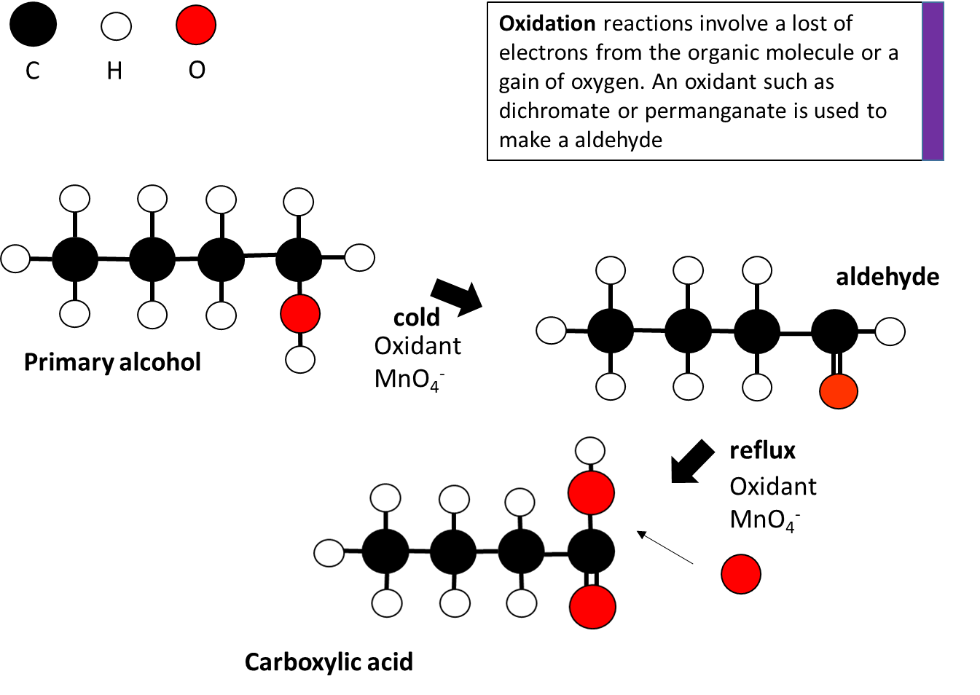 C H O
Oxidation reactions involve a lost of
electrons from the organic molecule or a
gain of oxygen. An oxidant such as
dichromate or permanganate is used to
make a aldehyde
Primary alcohol
cold
Oxidant
MnO₄⁻
aldehyde
reflux
Oxidant
MnO₄⁻
Carboxylic acid